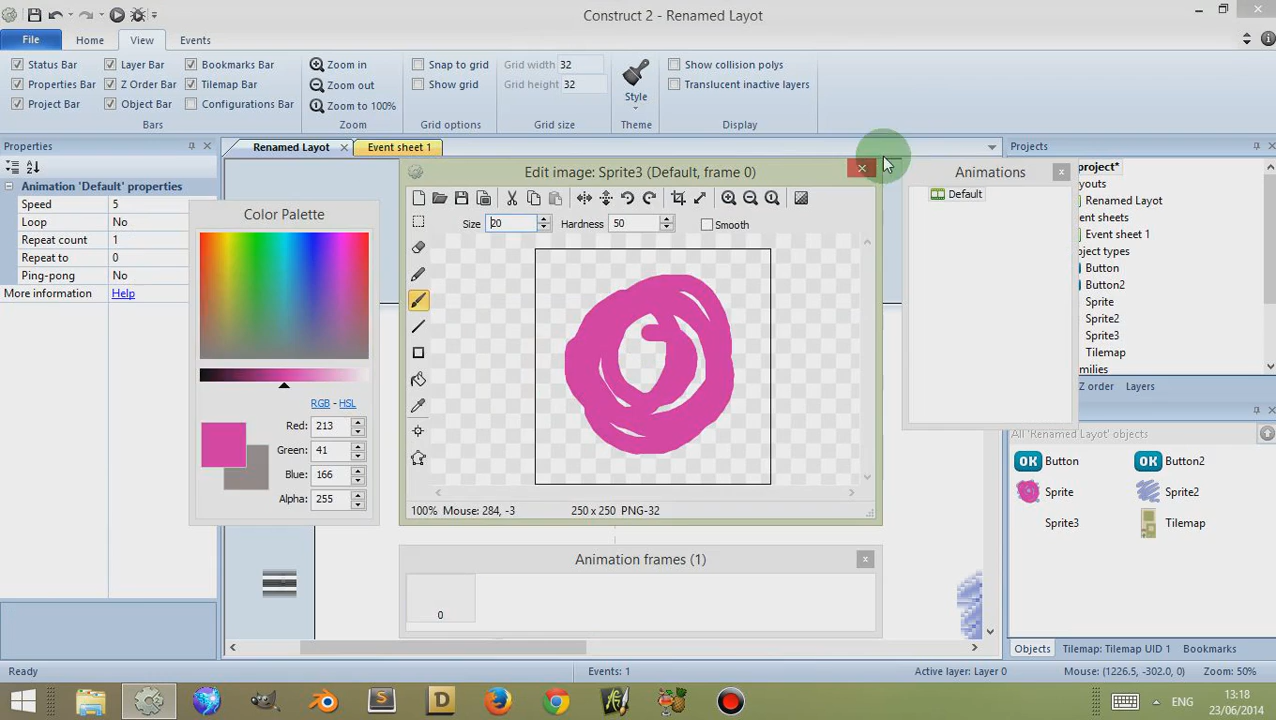 Construct 2 - Renamed Layot
File Home View Events
Status Bar Layer Bar Bookmarks Bar
Properties Bar Z Order Bar Tilemap Bar
Project Bar Object Bar Configurations Bar
Bars
Zoom in
Zoom out
Zoom to 100%
Zoom
Snap to grid
Show grid
Grid options
Grid width 32
Grid height 32
Grid size
Style
Theme
Show collision polys
Translucent inactive layers
Display
Properties
Animation 'Default' properties
Speed 5
Loop No
Repeat count 1
Repeat to 0
Ping-pong No
More information Help
Renamed Layot Event sheet 1
Color Palette
RGB - HSL
Red: 213
Green: 41
Blue: 166
Alpha: 255
Edit image: Sprite3 (Default, frame 0)
Size 20 Hardness 50 Smooth
100% Mouse: 284, -3 250 x 250 PNG-32
Animation frames (1)
0
Animations
Default
Projects
project*
youts
Renamed Layot
ent sheets
Event sheet 1
ject types
Button
Button2
Sprite
Sprite2
Sprite3
Tilemap
milies
Z order Layers
All 'Renamed Layot' objects
OK Button OK Button2
Sprite Sprite2
Sprite3 Tilemap
Objects Tilemap: Tilemap UID 1 Bookmarks
Ready Events: 1 Active layer: Layer 0 Mouse: (1226.5, -302.0, 0) Zoom: 50%
S D ENG 13:18
23/06/2014